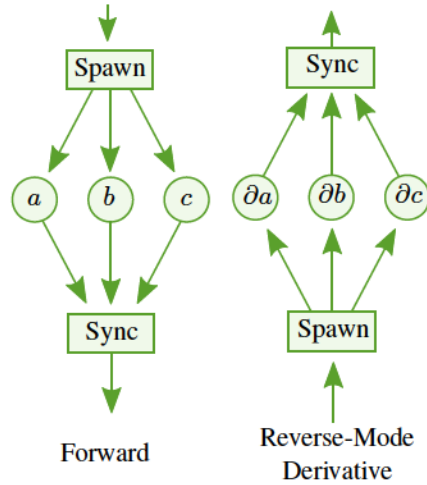 Spawn
a b c
Sync
Forward
Sync
∂a ∂b ∂c
Spawn
Reverse-Mode
Derivative